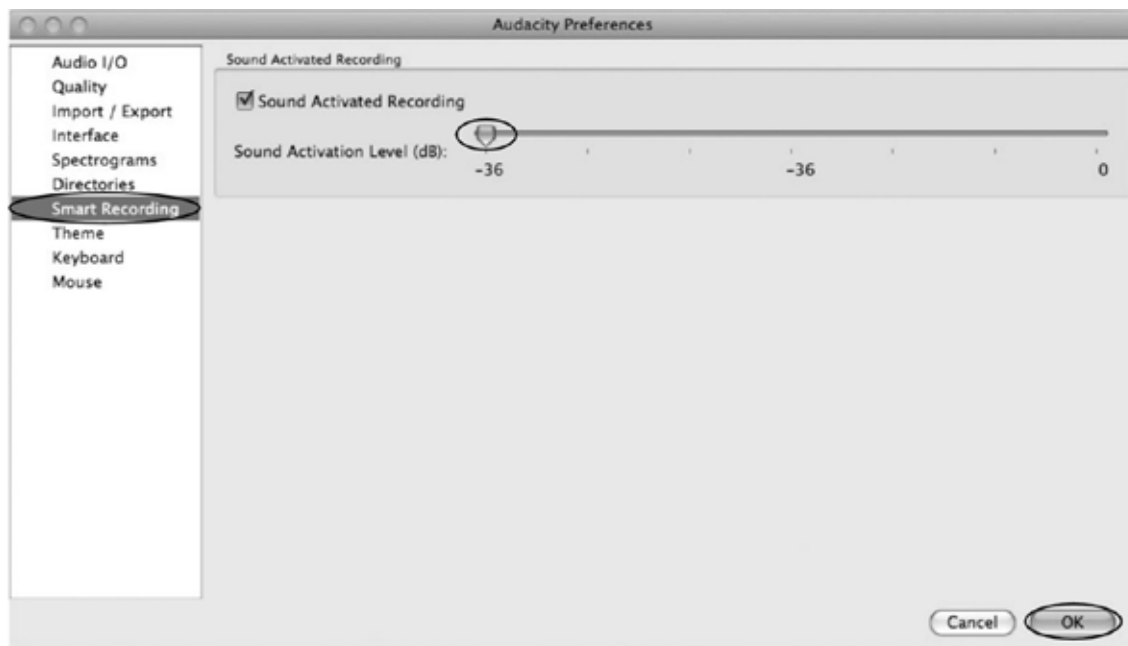 Audacity Preferences
Audio I/O
Quality
Import / Export
Interface
Spectrograms
Directories
Smart Recording
Theme
Keyboard
Mouse
Sound Activated Recording
Sound Activated Recording
Sound Activation Level (dB):
-36 -36 0
Cancel OK